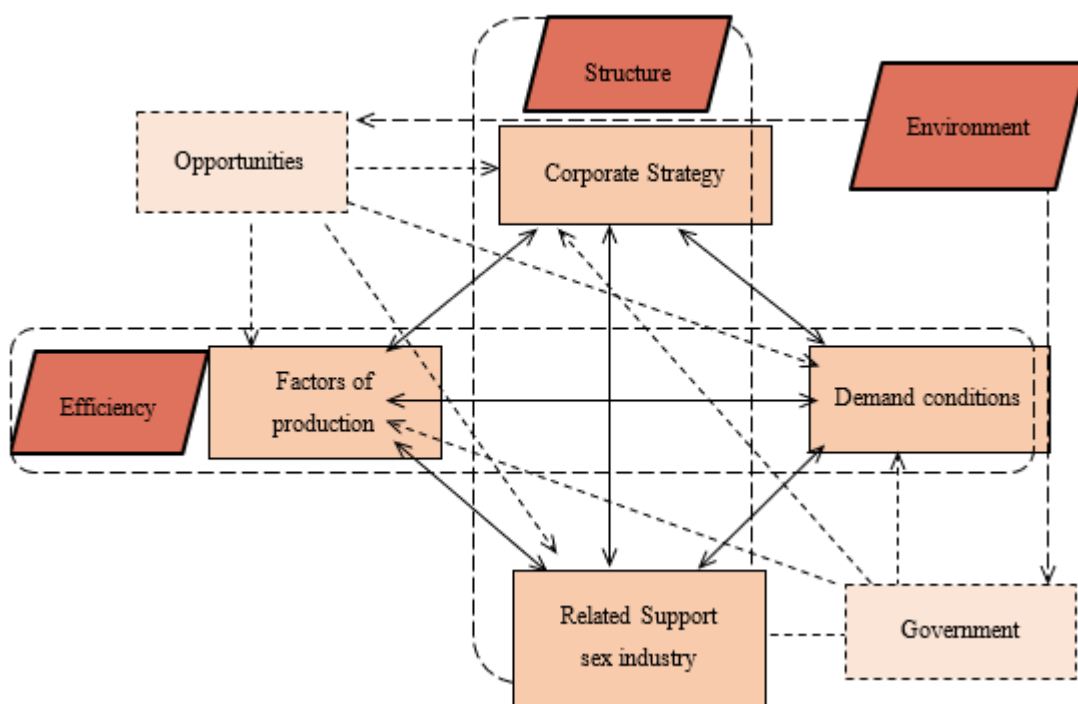 Structure
Environment
Opportunities
Corporate Strategy
Efficiency
Factors of
production
Demand conditions
Related Support
sex industry
Government